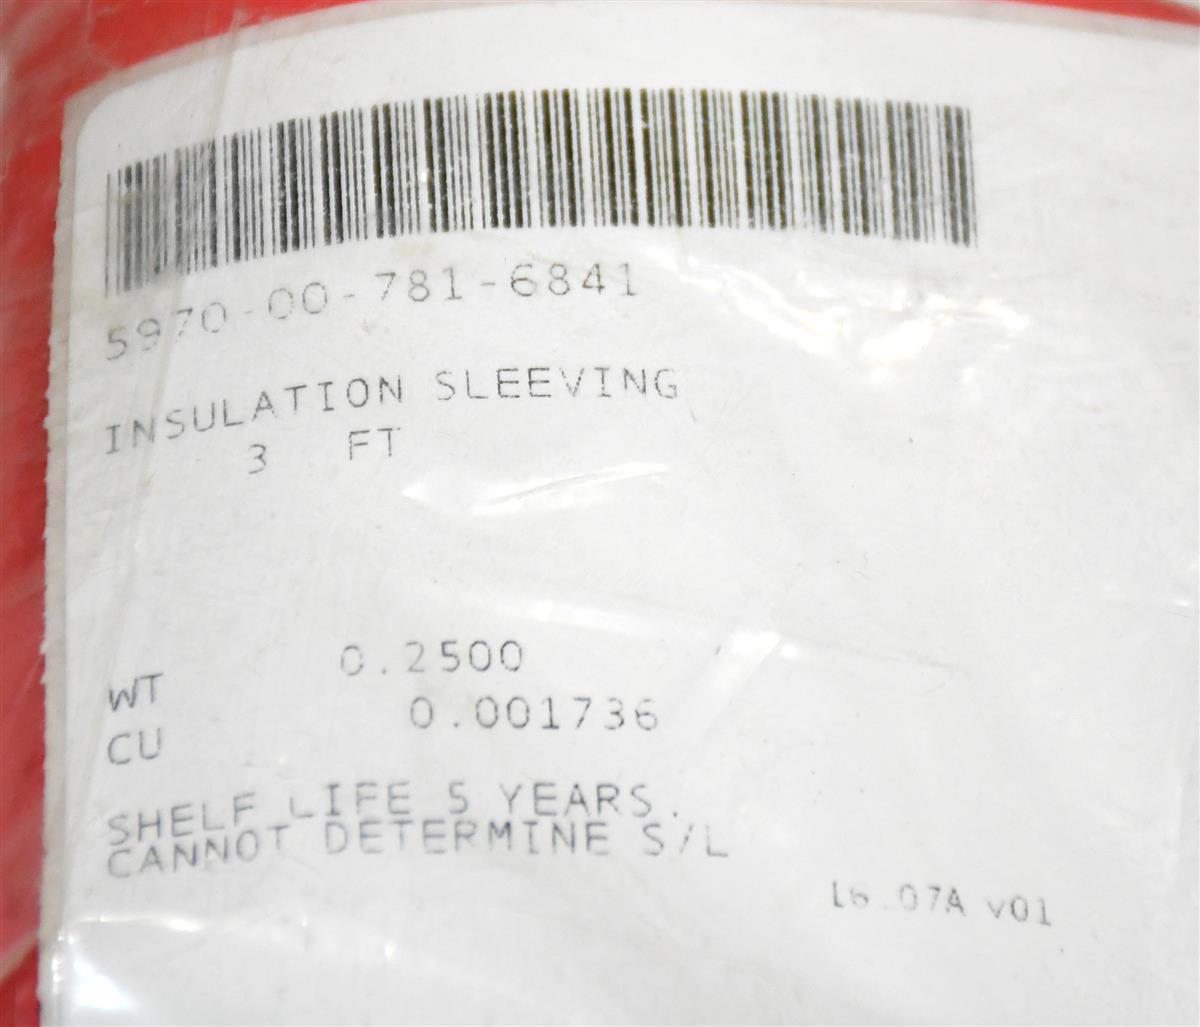 5970-00-781-6841
INSULATION SLEEVING
3 FT
WT 0.2500
CU 0.001736
SHELF LIFE 5 YEARS.
CANNOT DETERMINE S/L
16.07A v01